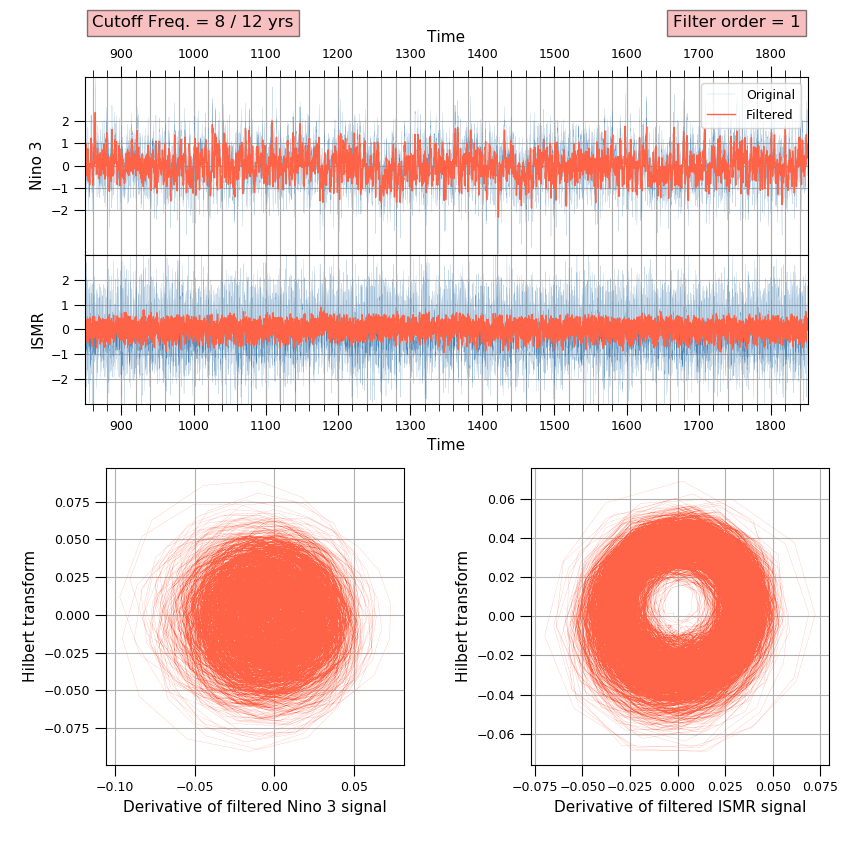 Cutoff Freq. = 8 / 12 yrs
Filter order = 1
Time
900 1000 1100 1200 1300 1400 1500 1600 1700 1800
Original
Filtered
Nino 3
2
1
0
−1
−2
ISMR
2
1
0
−1
−2
900 1000 1100 1200 1300 1400 1500 1600 1700 1800
Time
Hilbert transform
0.075
0.050
0.025
0.000
−0.025
−0.050
−0.075
−0.10 −0.05 0.00 0.05
Derivative of filtered Nino 3 signal
Hilbert transform
0.06
0.04
0.02
0.00
−0.02
−0.04
−0.06
−0.075 −0.050 −0.025 0.000 0.025 0.050 0.075
Derivative of filtered ISMR signal